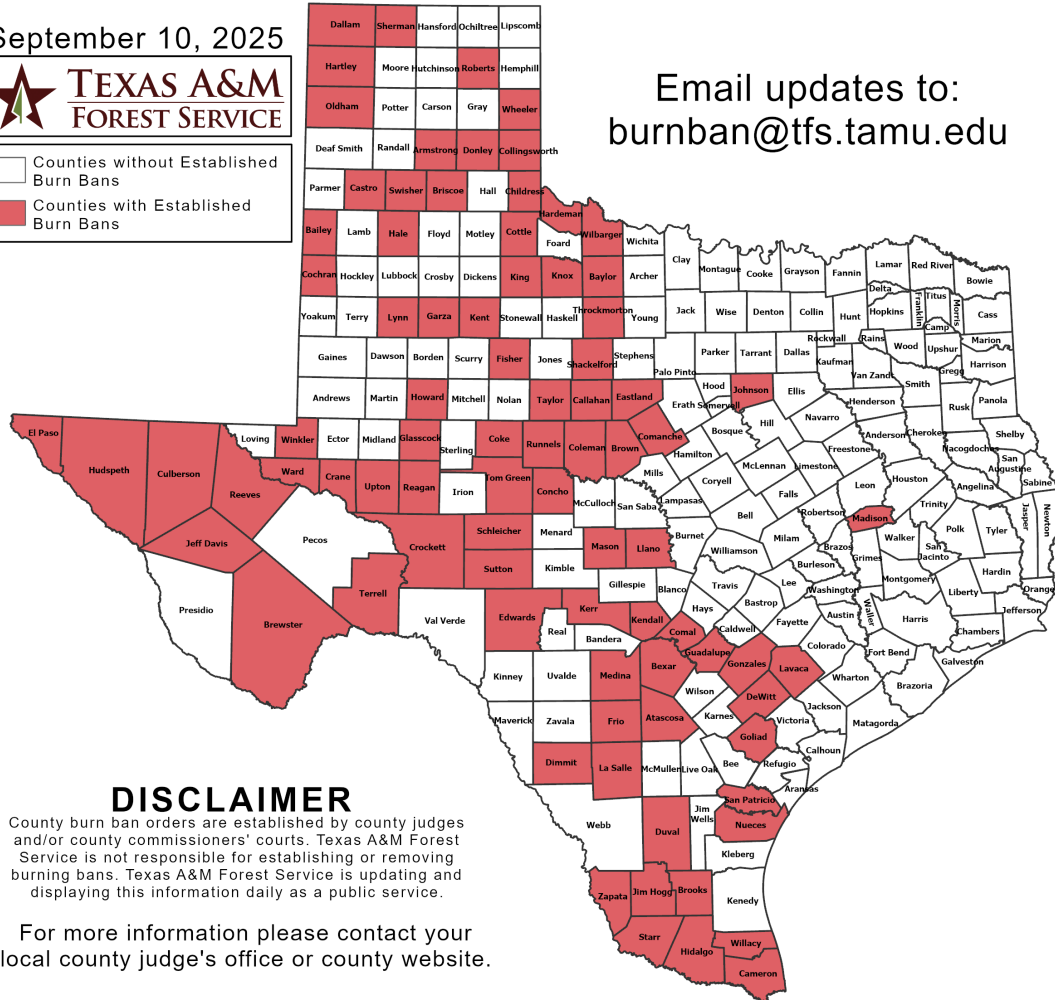 September 10, 2025
TEXAS A&M
FOREST SERVICE
Counties without Established
Burn Bans
Counties with Established
Burn Bans
Email updates to:
burnban@tfs.tamu.edu
Dallam Sherman Hansford Ochiltree Lipscomb
Hartley Moore Hutchinson Roberts Hemphill
Oldham Potter Carson Gray Wheeler
Deaf Smith Randall Armstrong Donley Collingsworth
Parmer Castro Swisher Briscoe Hall Childress
Hardeman
Bailey Lamb Hale Floyd Motley Cottle Foard Wilbarger Wichita
Clay Montague Cooke Grayson Fannin Lamar Red River Bowie
Cochran Hockley Lubbock Crosby Dickens King Knox Baylor Archer
Delta Franklin Titus Morris Cass
Yoakum Terry Lynn Garza Kent Stonewall Haskell Throckmorton Young Jack Wise Denton Collin Hunt Hopkins Camp
Rockwall Rains Wood Upshur Marion
Gaines Dawson Borden Scurry Fisher Jones Shackelford Stephens Palo Pinto Parker Tarrant Dallas Kaufman Van Zandt Gregg Harrison
Andrews Martin Howard Mitchell Nolan Taylor Callahan Eastland Erath Hood Somervell Johnson Ellis Henderson Smith Rusk Panola
El Paso Loving Winkler Ector Midland Glasscock Sterling Coke Runnels Coleman Brown Comanche Hamilton Bosque Hill Navarro Anderson Cherokee Nacogdoches Shelby
Hudspeth Culberson Reeves Ward Crane Upton Reagan Irion Tom Green Concho McCulloch San Saba Mills Lampasas Coryell McLennan Limestone Freestone Leon Houston Angelina San Augustine Sabine
Jeff Davis Pecos Crockett Schleicher Menard Mason Llano Burnet Bell Falls Robertson Madison Trinity Polk Tyler Jasper Newton
Sutton Kimble Williamson Milam Brazos Grimes Walker San Jacinto Hardin
Presidio Brewster Terrell Val Verde Edwards Kerr Gillespie Blanco Travis Lee Burleson Washington Montgomery Liberty Orange
Real Bandera Kendall Comal Hays Bastrop Caldwell Fayette Austin Waller Harris Chambers Jefferson
Kinney Uvalde Medina Bexar Guadalupe Gonzales Lavaca Colorado Fort Bend Galveston
Wilson DeWitt Wharton Brazoria
Maverick Zavala Frio Atascosa Karnes Victoria Jackson Matagorda
Dimmit La Salle McMullen Live Oak Bee Goliad Refugio Calhoun Aransas
Webb Duval Jim Wells San Patricio Nueces
Kleberg
Zapata Jim Hogg Brooks Kenedy
Starr Hidalgo Willacy
Cameron
DISCLAIMER
County burn ban orders are established by county judges
and/or county commissioners' courts. Texas A&M Forest
Service is not responsible for establishing or removing
burning bans. Texas A&M Forest Service is updating and
displaying this information daily as a public service.
For more information please contact your
local county judge's office or county website.